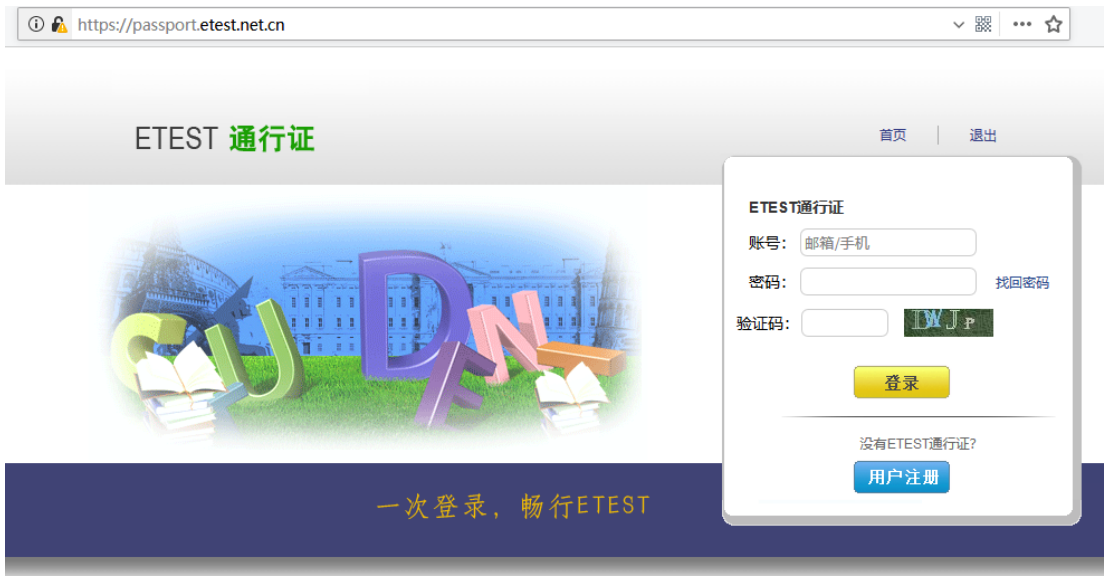 https://passport.etest.net.cn
ETEST 通行证
首页 | 退出
ETEST通行证
账号: 邮箱/手机
密码: 找回密码
验证码:
登录
没有ETEST通行证?
用户注册
一次登录，畅行ETEST